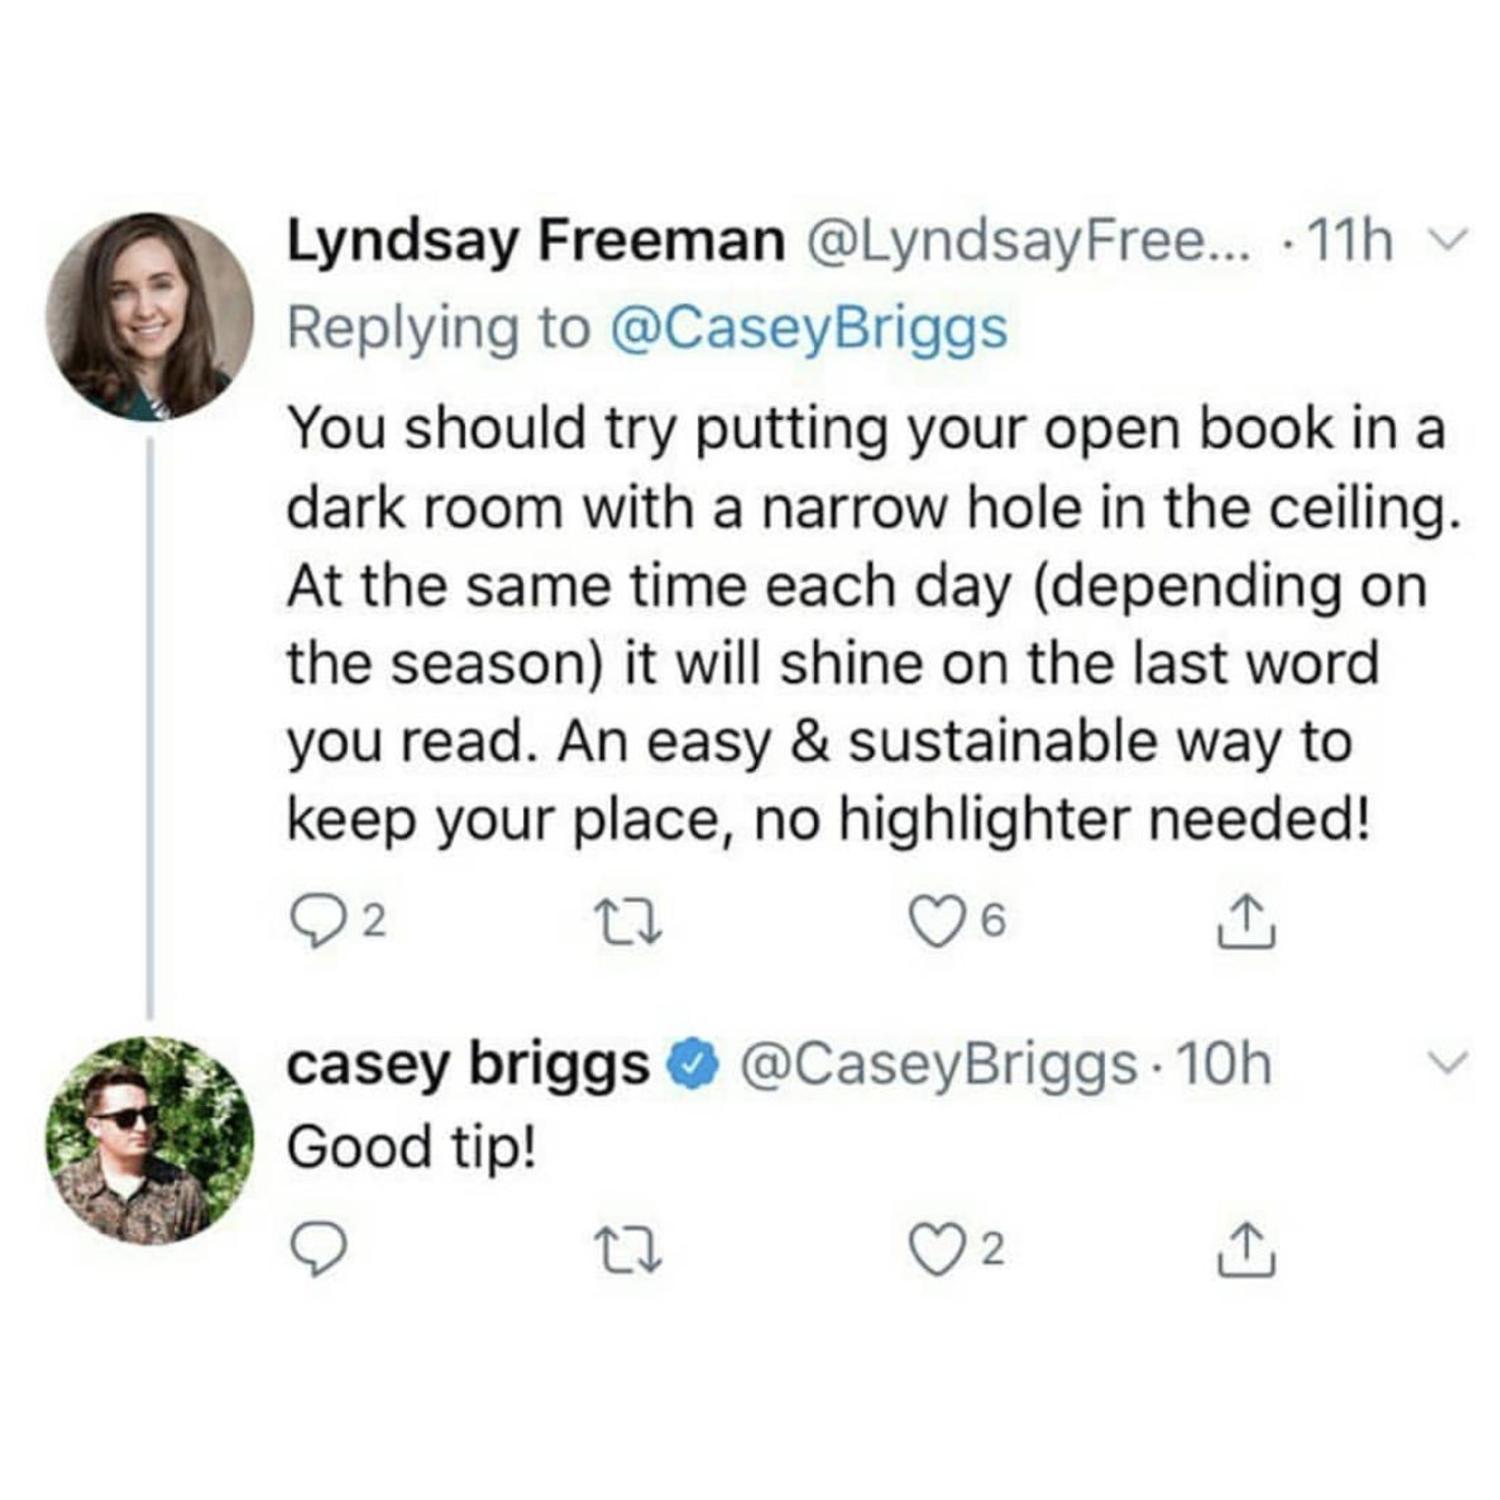 Lyndsay Freeman @LyndsayFree... · 11h
Replying to @CaseyBriggs
You should try putting your open book in a
dark room with a narrow hole in the ceiling.
At the same time each day (depending on
the season) it will shine on the last word
you read. An easy & sustainable way to
keep your place, no highlighter needed!
2 6
casey briggs @CaseyBriggs · 10h
Good tip!
2